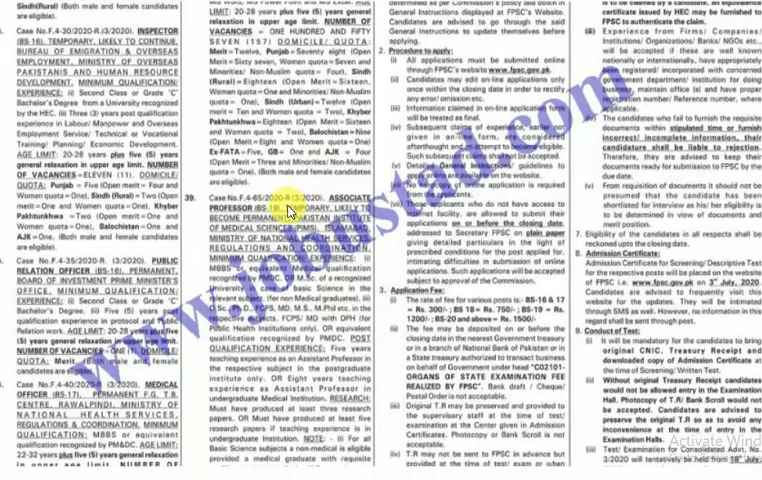 Sindh(Rural) = One).
Case No.F.4-30/2020-R.(3/2020). INSPECTOR
(BS-16), TEMPORARY, LIKELY TO CONTINUE,
BUREAU OF EMIGRATION & OVERSEAS
EMPLOYMENT, MINISTRY OF OVERSEAS
PAKISTANIS AND HUMAN RESOURCE
DEVELOPMENT, MINIMUM QUALIFICATION/
EXPERIENCE: (i) Second Class or Grade 'C'
Bachelor's Degree from a University recognized
by the HEC. (ii) Three (3) years post qualification
experience in Labour/ Manpower and Overseas
Employment Service/ Technical or Vocational
Training/ Planning/ Economic Development.
AGE LIMIT: 20-28 years plus five (5) years
general relaxation in upper age limit. NUMBER
OF VACANCIES = ELEVEN (11). DOMICILE/
QUOTA: Punjab = Five (Open merit = Four and
Women quota = One), Sindh (Rural) = Two (Open
merit = One and Women quota = One), Khyber
Pakhtunkhwa = Two (Open merit = One and
Women quota = One), Balochistan = One and
AJK = One (Both male and female candidates
are eligible).
Case No.F.4-35/2020-R. (3/2020). PUBLIC
RELATION OFFICER (BS-16), PERMANENT,
BOARD OF INVESTMENT PRIME MINISTER'S
OFFICE, MINIMUM QUALIFICATION/
EXPERIENCE: (i) Second Class or Grade 'C'
Bachelor's Degree. (ii) Five (5) years post
qualification experience in protocol and Public
Relation work. AGE LIMIT: 20-28 years plus five
(5) years general relaxation in upper age limit.
NUMBER OF VACANCIES = ONE (1). DOMICILE/
QUOTA: Merit (Both male and female
candidates are eligible).
Case No.F.4-40/2020 (3/2020). MEDICAL
OFFICER (BS-17), PERMANENT F.G. T.B.
CENTRE, RAWALPINDI, MINISTRY OF
NATIONAL HEALTH SERVICES,
REGULATIONS & COORDINATION, MINIMUM
QUALIFICATION: MBBS or equivalent
qualification recognized by PM&DC. AGE LIMIT:
22-32 years plus five (5) years general relaxation
in upper age limit. NUMBER OF
LIMIT: 20-28 years plus five (5) years general
relaxation in upper age limit. NUMBER OF
VACANCIES = ONE HUNDRED AND FIFTY
SEVEN (157) DOMICILE/ QUOTA:
Merit = Twelve, Punjab = Seventy eight (Open
Merit = Sixty seven, Women quota = Seven and
Minorities/ Non-Muslim quota = Four), Sindh
(Rural) = Eighteen (Open Merit = Sixteen,
Women quota = One and Minorities/ Non-Muslim
quota = One), Sindh (Urban) = Twelve (Open
merit = Ten and Women quota = Two), Khyber
Pakhtunkhwa = Eighteen (Open Merit = Sixteen
and Women quota = Two), Balochistan = Nine
(Open Merit = Eight and Women quota = One)
Ex-FATA = Five, GB = One and AJK = Four
(Open Merit = Three and Minorities/ Non-Muslim
quota = One). (Both male and female candidates
are eligible).
39. Case No.F.4-65/2020-R (3/2020). ASSOCIATE
PROFESSOR (BS-19), TEMPORARY, LIKELY TO
BECOME PERMANENT, PAKISTAN INSTITUTE
OF MEDICAL SCIENCES (PIMS), ISLAMABAD,
MINISTRY OF NATIONAL HEALTH SERVICES,
REGULATIONS AND COORDINATION,
MINIMUM QUALIFICATION/ EXPERIENCE: (i)
MBBS or equivalent qualification
recognized by PMDC, OR M.Sc. of a recognized
University in the basic Science in the
relevant subject, (for non Medical graduates). (ii)
D.Sc., Ph.D., FCPS, MD, M.S., M.Phil etc. in the
respective subjects. FCPS/ MD with DPH (for
Public Health Institutions only), OR equivalent
qualification recognized by PMDC. POST
QUALIFICATION EXPERIENCE: Five years
teaching experience as an Assistant Professor in
the respective subject in the postgraduate
institute only, OR Eight years teaching
experience as Assistant Professor in
undergraduate Medical Institution. RESEARCH:
Must have produced at least three research
papers, OR Must have produced at least five
research papers if teaching experience is in
undergraduate Institution. NOTE: - (i) For all
Basic Science subjects a non-medical is eligible
provided a medical graduate with requisite
General Instructions displayed at FPSC's Website.
Candidates are advised to go through the said
General Instructions to update themselves before
applying.
2. Procedure to apply:
(i) All applications must be submitted online
through FPSC's website www.fpsc.gov.pk.
(ii) Candidates may edit on-line applications only
once within the closing date in order to rectify
any error/ omission etc.
(iii) Information claimed in on-line application form
will be treated as final.
(iv) Subsequent claim of experience, earlier not
given in on-line form, will be considered
afterthought and an attempt to become eligible.
Such subsequent claim will not be accepted.
(v) Detailed General guidelines to
apply are available on the website.
(vi) No hard copy of online application is required
from the applicants.
(vii) The applicants who do not have access to
internet facility, are allowed to submit their
applications on or before the closing date,
addressed to Secretary FPSC on plain paper
giving detailed particulars in the light of
prescribed conditions for the post applied for,
intimating difficulties in submission of online
applications. Such applications will be accepted
subject to approval of the Commission.
3. Application Fee:
(i) The rate of fee for various posts is:- BS-16 & 17
= Rs. 300/-; BS 18= Rs. 750/-; BS 19 = Rs.
1200/-; BS-20 and above = Rs. 1500/-
(ii) The fee may be deposited on or before the
closing date in the nearest Government treasury
or in a branch of National Bank of Pakistan or in
a State treasury authorized to transact business
on behalf of Government under head "C02101-
ORGANS OF STATE EXAMINATION FEE
REALIZED BY FPSC". Bank draft / Cheque/
Postal Order is not acceptable.
(iii) Original T.R may be preserved and provided to
the supervisory staff at the time of test/
examination at the Center given in Admission
Certificates. Photocopy or Bank Scroll is not
acceptable.
(iv) T.R may not be sent to FPSC in advance but
provided at the time of test/ exam or when
certificate issued by HEC may be furnished to
FPSC to authenticate the claim.
(iii) Experience from Firms/ Companies/
Institutions/ Organizations/ Banks/ NGOs etc.,
will be accepted if these are well known
nationally or internationally, have appropriately
been registered/ incorporated with concerned
Government department/ institution for doing
business, maintain office (s) and have proper
registration number/ Reference number, where
applicable.
(iv) The candidates who fail to furnish the requisite
documents within stipulated time or furnish
incorrect/ incomplete information, their
candidature shall be liable to rejection.
Therefore, they are advised to keep their
documents ready for submission to FPSC by the
due date.
(v) From requisition of documents it should not be
presumed that the candidate has been
shortlisted for interview as his/ her eligibility is
to be determined in view of documents and
merit position.
7. Eligibility of the candidates in all respects shall be
reckoned upto the closing date.
8. Admission Certificate:
Admission Certificate for Screening/ Descriptive Test
for the respective posts will be placed on the website
of FPSC i.e. www.fpsc.gov.pk on 3rd July, 2020.
Candidates are advised to frequently visit this
website for the updates. They will be intimated
through SMS as well. However, no information in this
regard shall be sent through post.
9. Conduct of Test:
(i) It will be mandatory for the candidates to bring
original CNIC, Treasury Receipt and
downloaded copy of Admission Certificate at
the time of Screening/ Written Test.
(ii) Without original Treasury Receipt candidates
would not be allowed entry in the Examination
Hall. Photocopy of T.R/ Bank Scroll would not
be accepted. Candidates are advised to
preserve the original T.R so as to avoid any
inconvenience at the time of entry in the
Examination Hall.
(iii) Test/ Examination for Consolidated Advt. No.
3/2020 will tentatively be held from 18th July,
www.jobustad.com
Activate Wind